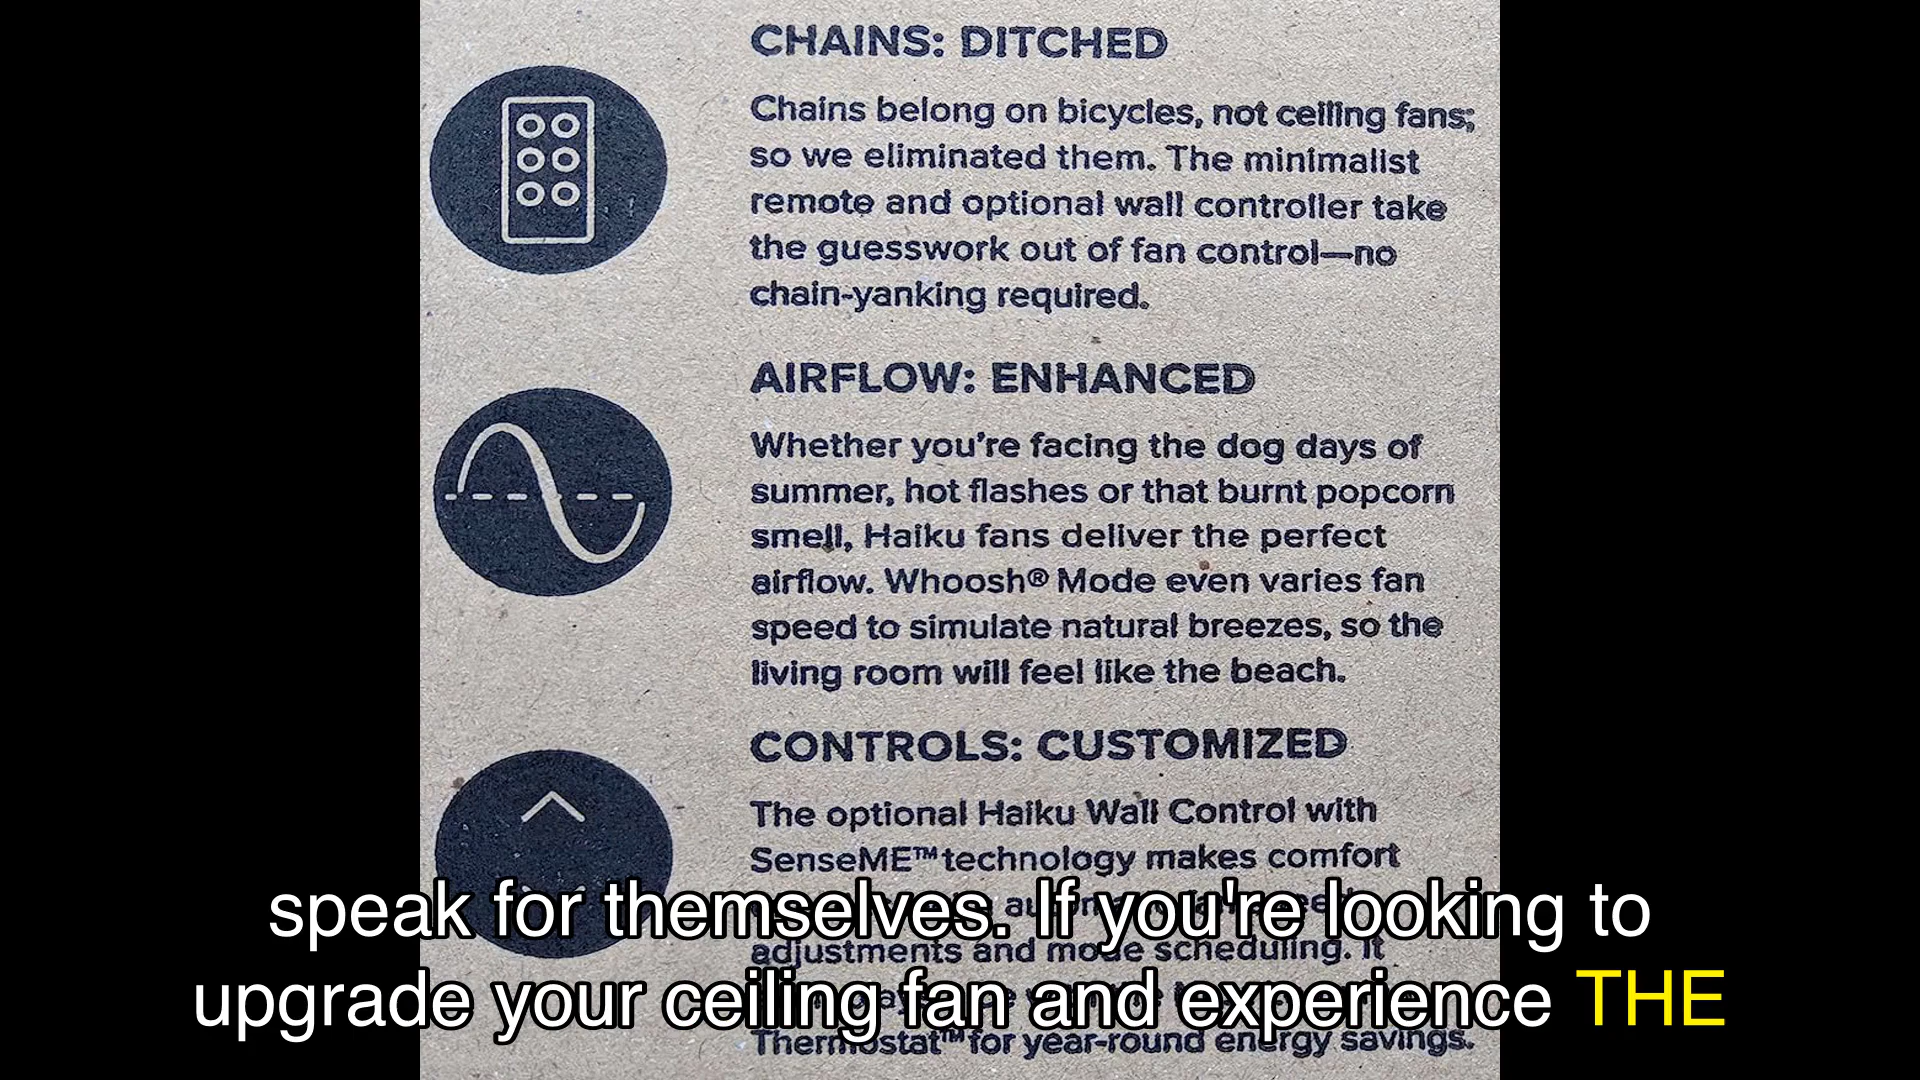 CHAINS: DITCHED
Chains belong on bicycles, not ceiling fans;
so we eliminated them. The minimalist
remote and optional wall controller take
the guesswork out of fan control—no
chain-yanking required.
AIRFLOW: ENHANCED
Whether you're facing the dog days of
summer, hot flashes or that burnt popcorn
smell, Haiku fans deliver the perfect
airflow. Whoosh® Mode even varies fan
speed to simulate natural breezes, so the
living room will feel like the beach.
CONTROLS: CUSTOMIZED
The optional Haiku Wall Control with
SenseME™ technology makes comfort
adjustments and mode scheduling. It
Thermostat™ for year-round energy savings.
speak for themselves. If you're looking to
upgrade your ceiling fan and experience THE